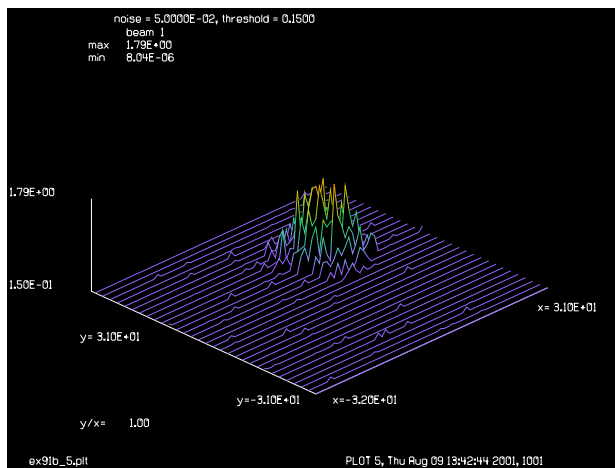 noise = 5.0000E-02, threshold = 0.1500
beam 1
max 1.79E+00
min 8.04E-06
1.79E+00
1.50E-01
x= 3.10E+01
y= 3.10E+01
y=-3.10E+01 x=-3.20E+01
y/x= 1.00
ex91b_5.plt PLOT 5, Thu Aug 09 13:42:44 2001, 1001